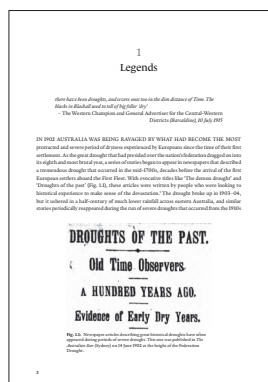 1
Legends
there have been droughts, and severe ones too in the dim distance of Time. The
blacks in Blackall used to tell of big feller 'dry'
– The Western Champion and General Advertiser for the Central-Western
Districts (Barcaldine), 10 July 1915
IN 1902 AUSTRALIA WAS BEING RAVAGED BY WHAT HAD BECOME THE MOST
protracted and severe period of dryness experienced by Europeans since the time of their first
settlement. As the great drought that had presided over the nation's federation dragged on into
its eighth and most brutal year, a series of stories began to appear in newspapers that described
a tremendous drought that occurred in the mid-1700s, decades before the arrival of the first
European settlers aboard the First Fleet. With evocative titles like 'The demon drought' and
'Droughts of the past' (Fig. 1.1), these articles were written by people who were looking to
historical experience to make sense of the devastation. The drought broke up in 1903–04,
but it ushered in a half-century of much lower rainfall across eastern Australia, and similar
stories periodically reappeared during the run of severe droughts that occurred from the 1910s
DROUGHTS OF THE PAST.
Old Time Observers.
A HUNDRED YEARS AGO.
Evidence of Early Dry Years.
Fig. 1.1: Newspaper articles describing great historical droughts have often
appeared during periods of severe drought. This one was published in The
Australian Star (Sydney) on 14 June 1902 at the height of the Federation
Drought.
2